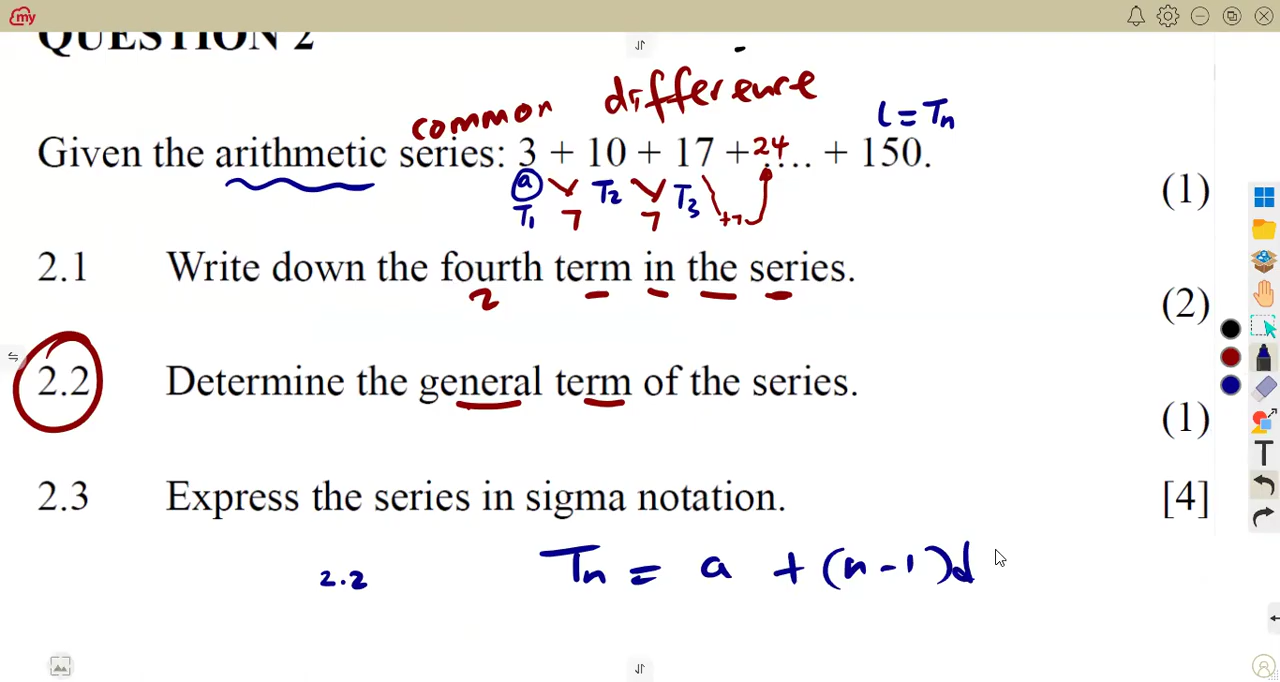 my
QUESTION 2
common difference
l = Tn
Given the arithmetic series: 3 + 10 + 17 + 24 ... + 150.
a T2 T3
T1 7 7 +7
(1)
2.1 Write down the fourth term in the series.
(2)
2.2 Determine the general term of the series.
(1)
2.3 Express the series in sigma notation. [4]
2.2 Tn = a + (n-1)d
T